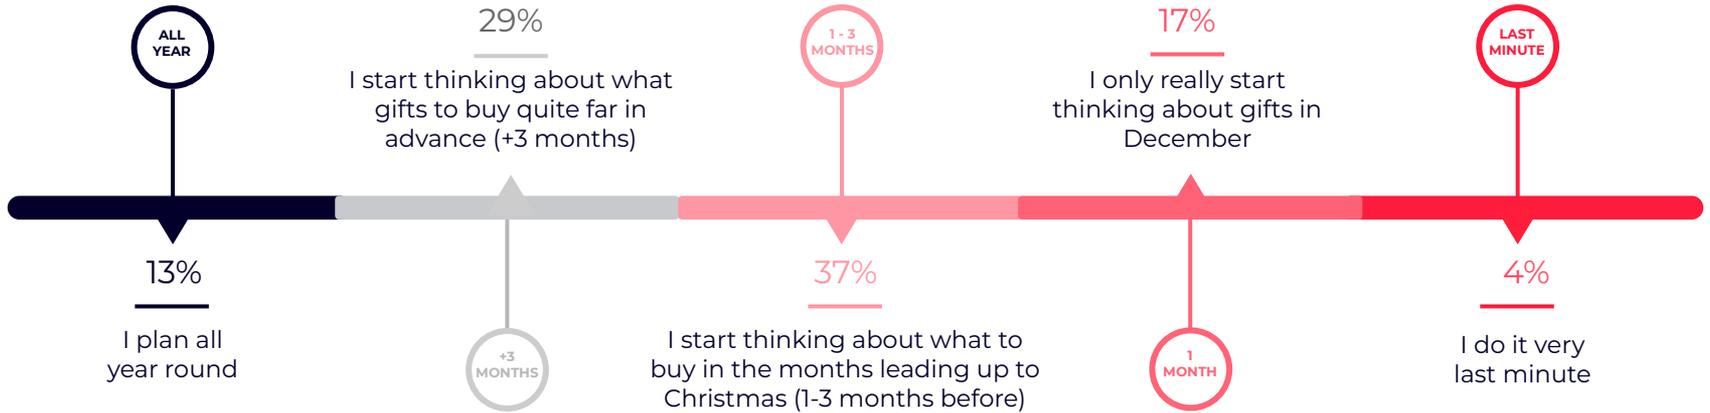 ALL
YEAR
13%
I plan all
year round
29%
I start thinking about what
gifts to buy quite far in
advance (+3 months)
+3
MONTHS
1 - 3
MONTHS
37%
I start thinking about what to
buy in the months leading up to
Christmas (1-3 months before)
17%
I only really start
thinking about gifts in
December
1
MONTH
LAST
MINUTE
4%
I do it very
last minute